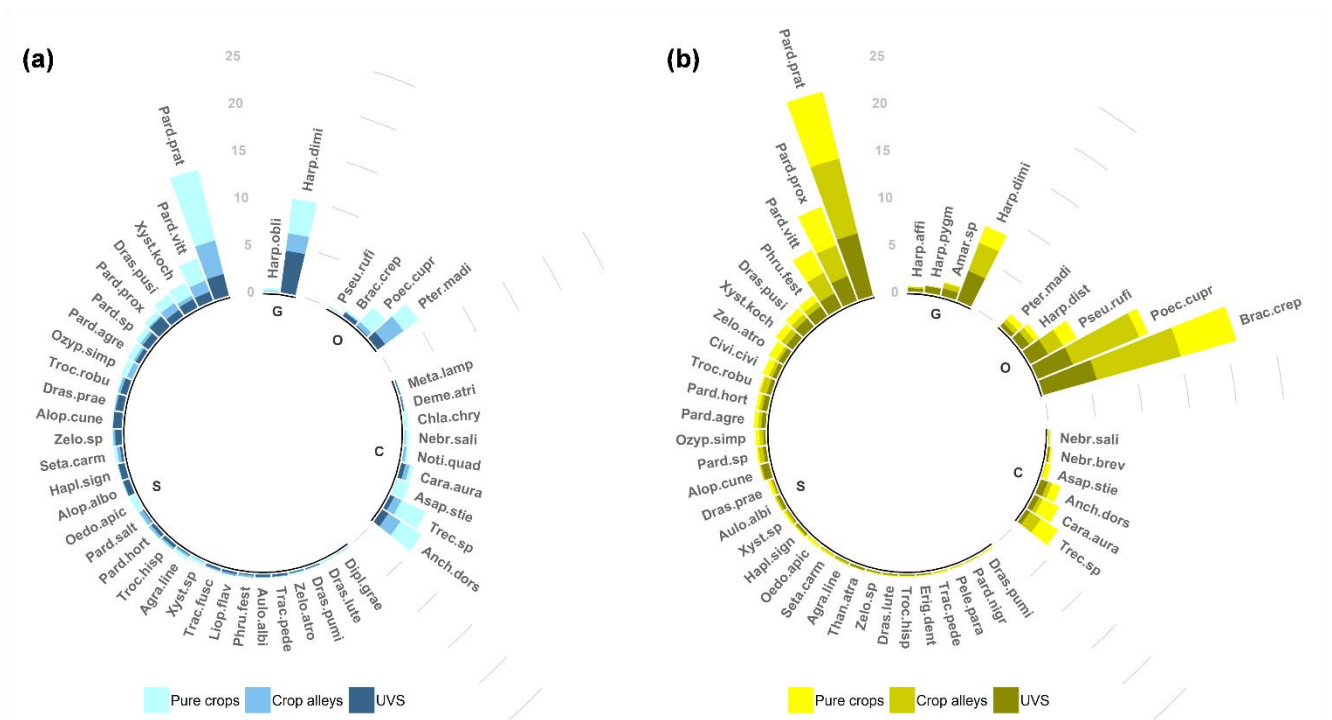 (a)
25
20
15
10
5
0
Harp.obli
Harp.dimi
G
Pseu.rufi
Brac.crep
Poec.cupr
Pter.madi
O
Meta.lamp
Deme.atri
Chla.chry
Nebr.sali
Noti.quad
Cara.aura
Asap.stie
Trec.sp
Anch.dors
C
Dipl.grae
Dras.lute
Dras.pumi
Zelo.atro
Trac.pede
Aulo.albi
Phru.fest
Liop.flav
Trac.fusc
Xyst.sp
Agra.line
Troc.hisp
Pard.hort
Pard.salt
Oedo.apic
Alop.albo
Hapl.sign
Seta.carm
Zelo.sp
Alop.cune
Dras.prae
Troc.robu
Ozyp.simp
Pard.agre
Pard.sp
Pard.prox
Dras.pusi
Xyst.koch
Pard.vitt
Pard.prat
S
Pure crops
Crop alleys
UVS
(b)
25
20
15
10
5
0
Harp.affi
Harp.pygm
Amar.sp
Harp.dimi
G
Pter.madi
Harp.dist
Pseu.rufi
Poec.cupr
Brac.crep
O
Nebr.sali
Nebr.brev
Asap.stie
Anch.dors
Cara.aura
Trec.sp
C
Dras.pumi
Pard.nigr
Pele.para
Trac.pede
Erig.dent
Troc.hisp
Dras.lute
Zelo.sp
Than.atra
Agra.line
Seta.carm
Oedo.apic
Hapl.sign
Xyst.sp
Aulo.albi
Dras.prae
Alop.cune
Pard.sp
Ozyp.simp
Pard.agre
Pard.hort
Troc.robu
Civi.civi
Zelo.atro
Xyst.koch
Dras.pusi
Phru.fest
Pard.vitt
Pard.prox
Pard.prat
S
Pure crops
Crop alleys
UVS